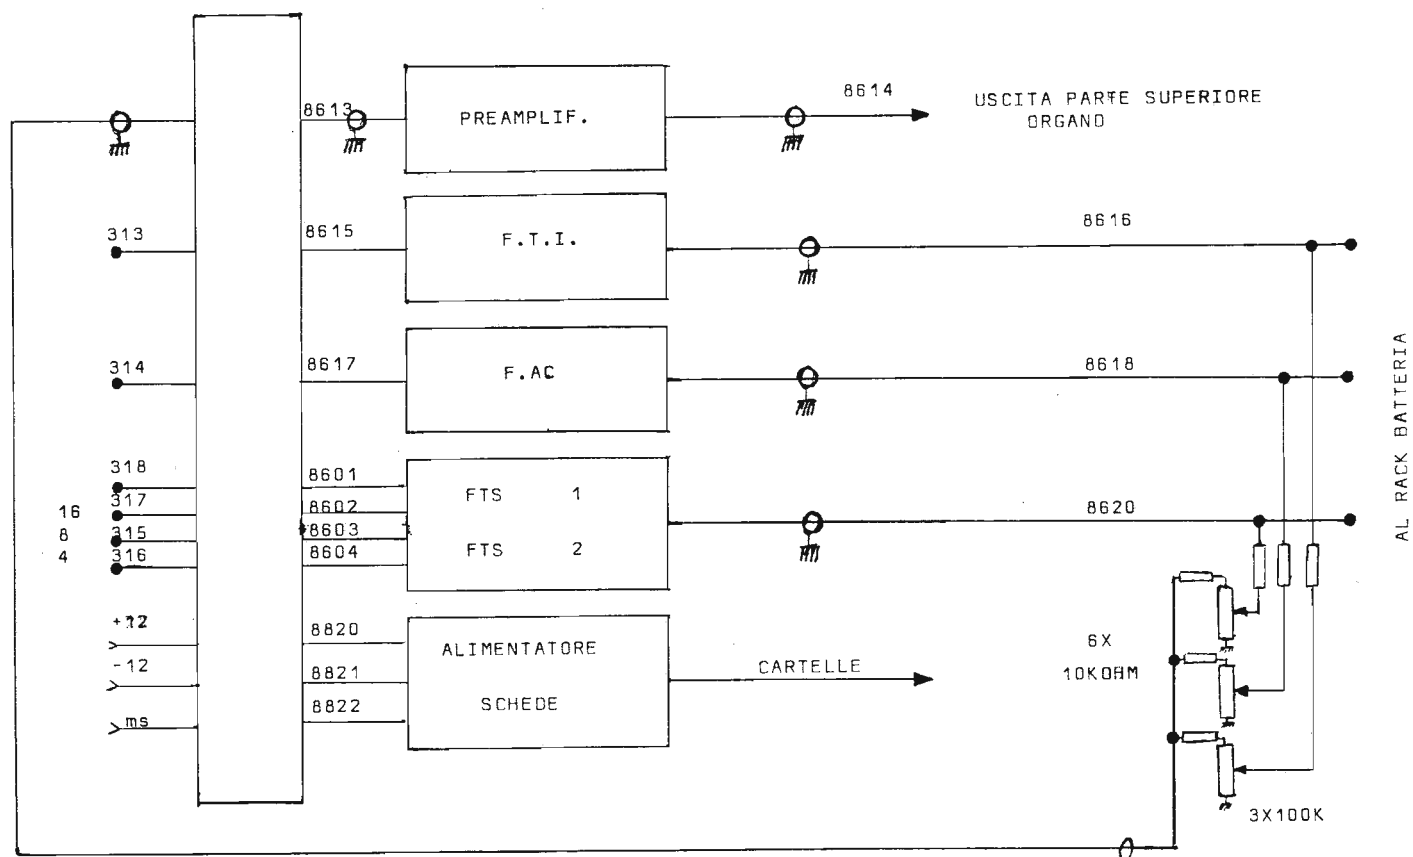 8613
PREAMPLIF.
8614
USCITA PARTE SUPERIORE
ORGANO
313
8615
F.T.I.
8616
314
8617
F.AC
8618
AL RACK BATTERIA
318
8601
16
317
8602
FTS 1
8
315
8603
8620
4
316
8604
FTS 2
+12
8820
ALIMENTATORE
-12
8821
CARTELLE
ms
8822
SCHEDE
6X
10KOHM
3X100K